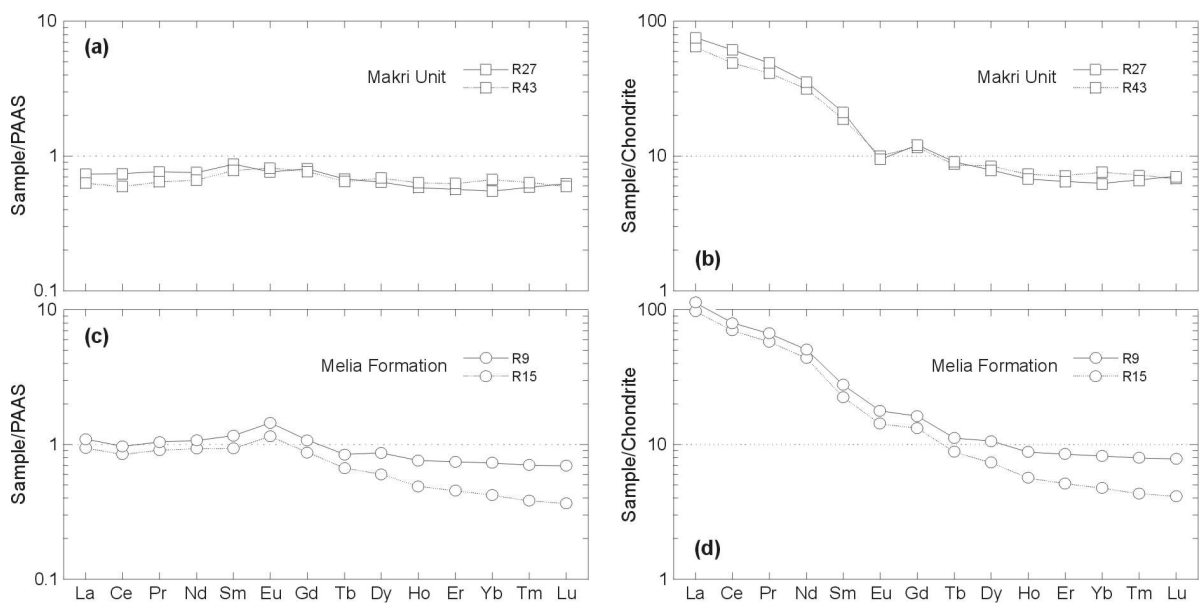 10
(a)
Makri Unit
R27
R43
Sample/PAAS
1
0.1
100
Makri Unit
R27
R43
Sample/Chondrite
10
(b)
1
10
(c)
Melia Formation
R9
R15
Sample/PAAS
1
0.1
La Ce Pr Nd Sm Eu Gd Tb Dy Ho Er Yb Tm Lu
100
Melia Formation
R9
R15
Sample/Chondrite
10
(d)
1
La Ce Pr Nd Sm Eu Gd Tb Dy Ho Er Yb Tm Lu